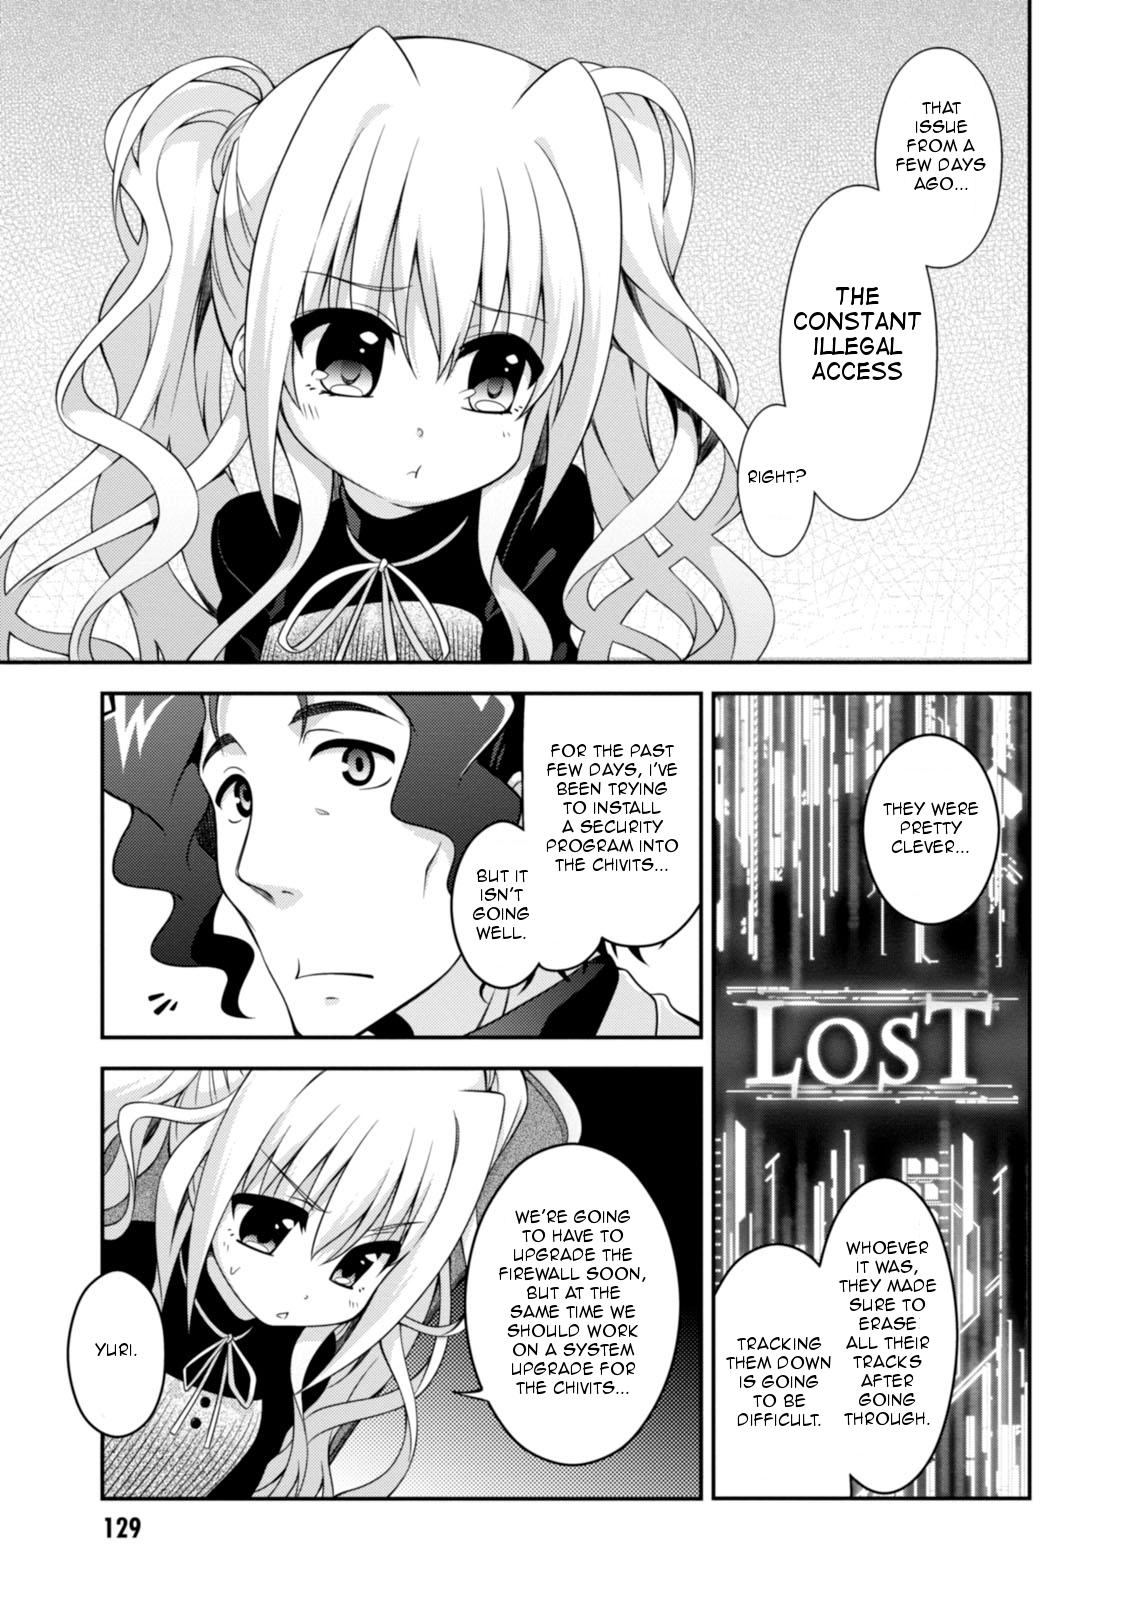 THAT
ISSUE
FROM A
FEW DAYS
AGO...
THE
CONSTANT
ILLEGAL
ACCESS
RIGHT?
THEY WERE
PRETTY
CLEVER...
LOST
WHOEVER
IT WAS,
THEY MADE
SURE TO
ERASE
ALL THEIR
TRACKS
AFTER
GOING
THROUGH.
TRACKING
THEM DOWN
IS GOING
TO BE
DIFFICULT.
FOR THE PAST
FEW DAYS, I'VE
BEEN TRYING
TO INSTALL
A SECURITY
PROGRAM INTO
THE CHIVITS...
BUT IT
ISN'T
GOING
WELL.
WE'RE GOING
TO HAVE TO
UPGRADE THE
FIREWALL SOON,
BUT AT THE
SAME TIME WE
SHOULD WORK
ON A SYSTEM
UPGRADE FOR
THE CHIVITS...
YURI.
129